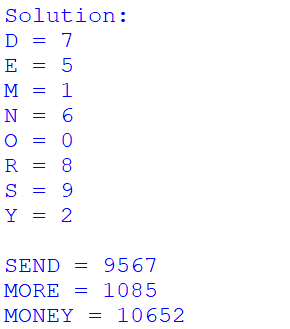 Solution:
D = 7
E = 5
M = 1
N = 6
O = 0
R = 8
S = 9
Y = 2

SEND = 9567
MORE = 1085
MONEY = 10652